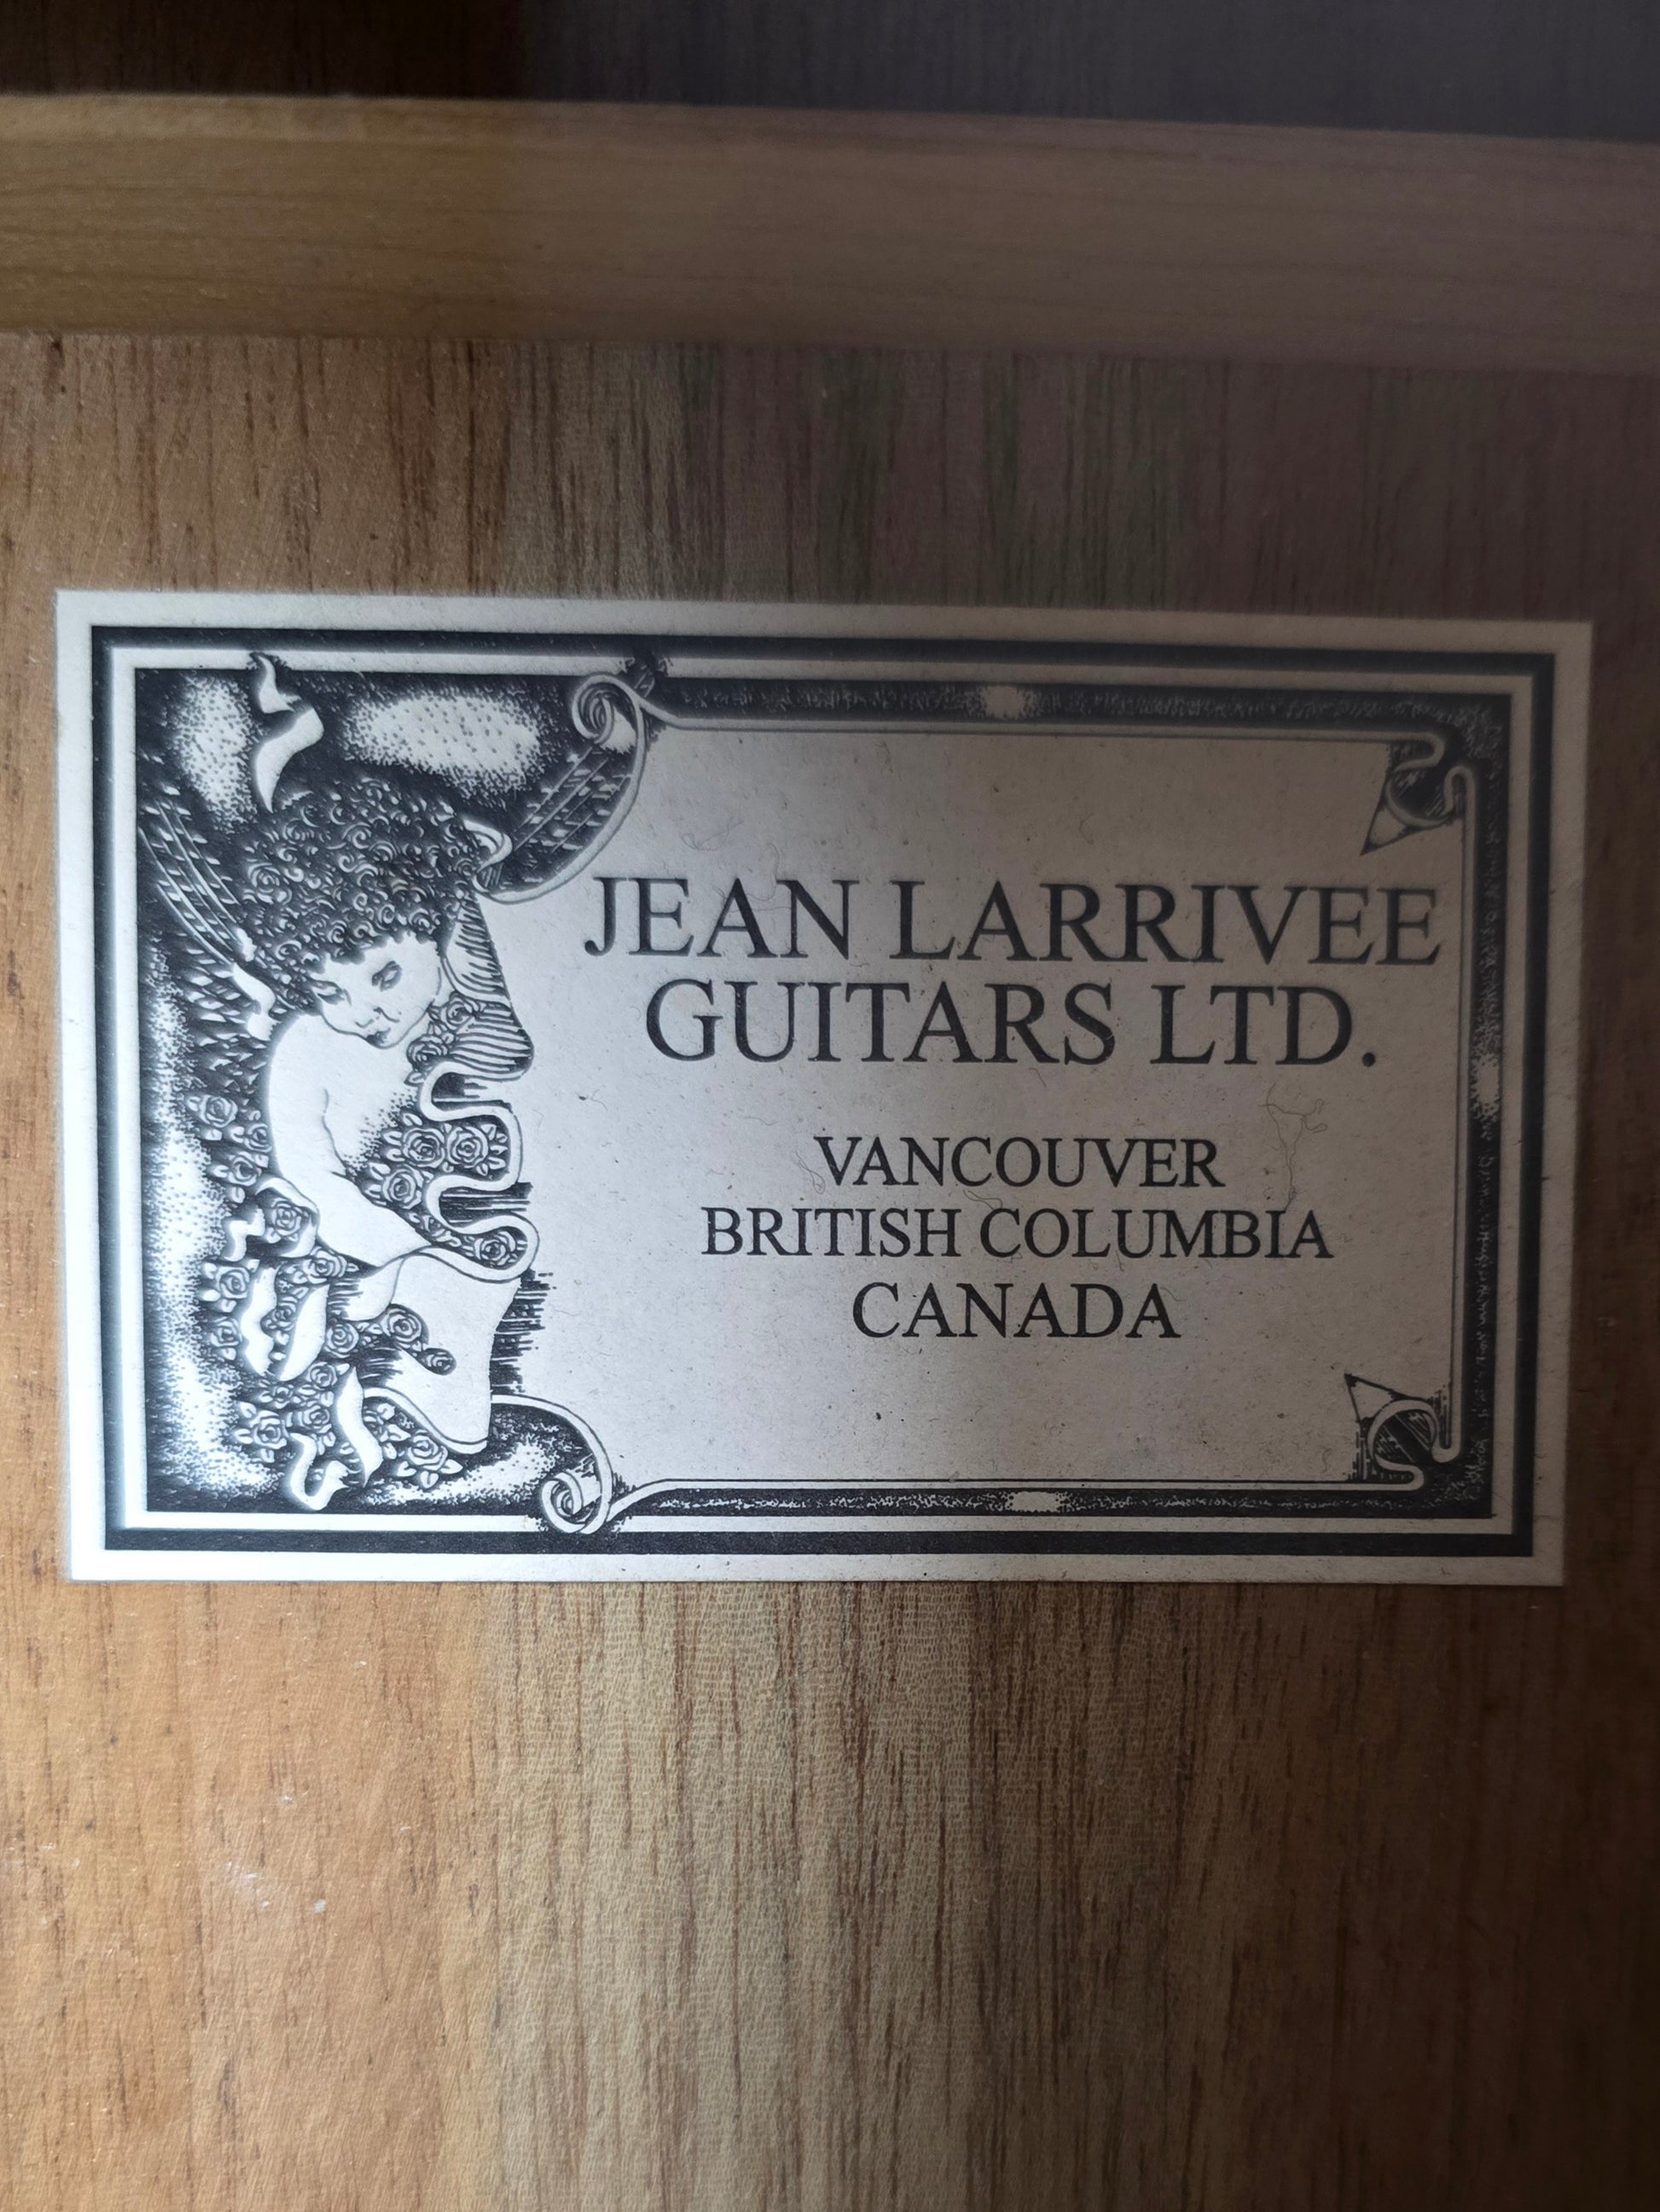 JEAN LARRIVEE
GUITARS LTD.
VANCOUVER
BRITISH COLUMBIA
CANADA